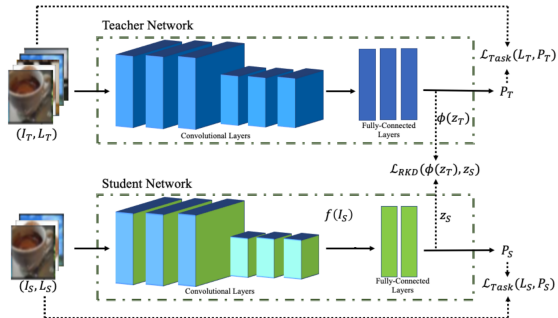 Teacher Network
ℒ_Task(L_T, P_T)
(I_T, L_T)
P_T
Convolutional Layers
Fully-Connected
Layers
ϕ(z_T)
ℒ_RKD(ϕ(z_T), z_S)
Student Network
f(I_S)
z_S
(I_S, L_S)
P_S
Convolutional Layers
Fully-Connected
Layers
ℒ_Task(L_S, P_S)